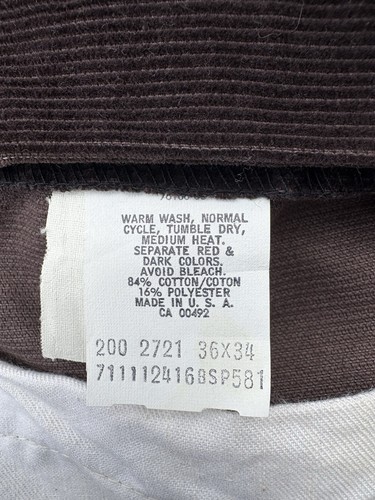 WARM WASH, NORMAL
CYCLE, TUMBLE DRY,
MEDIUM HEAT.
SEPARATE RED &
DARK COLORS.
AVOID BLEACH.
84% COTTON/COTON
16% POLYESTER
MADE IN U. S. A.
CA 00492
200 2721 36X34
711112416BSP581